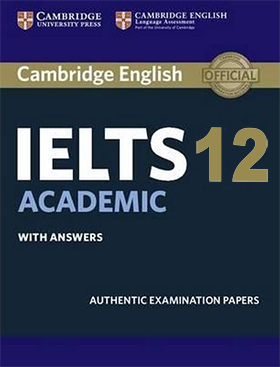 CAMBRIDGE
UNIVERSITY PRESS
CAMBRIDGE ENGLISH
Language Assessment
Part of the University of Cambridge
Cambridge English
OFFICIAL
IELTS 12
ACADEMIC
WITH ANSWERS
AUTHENTIC EXAMINATION PAPERS